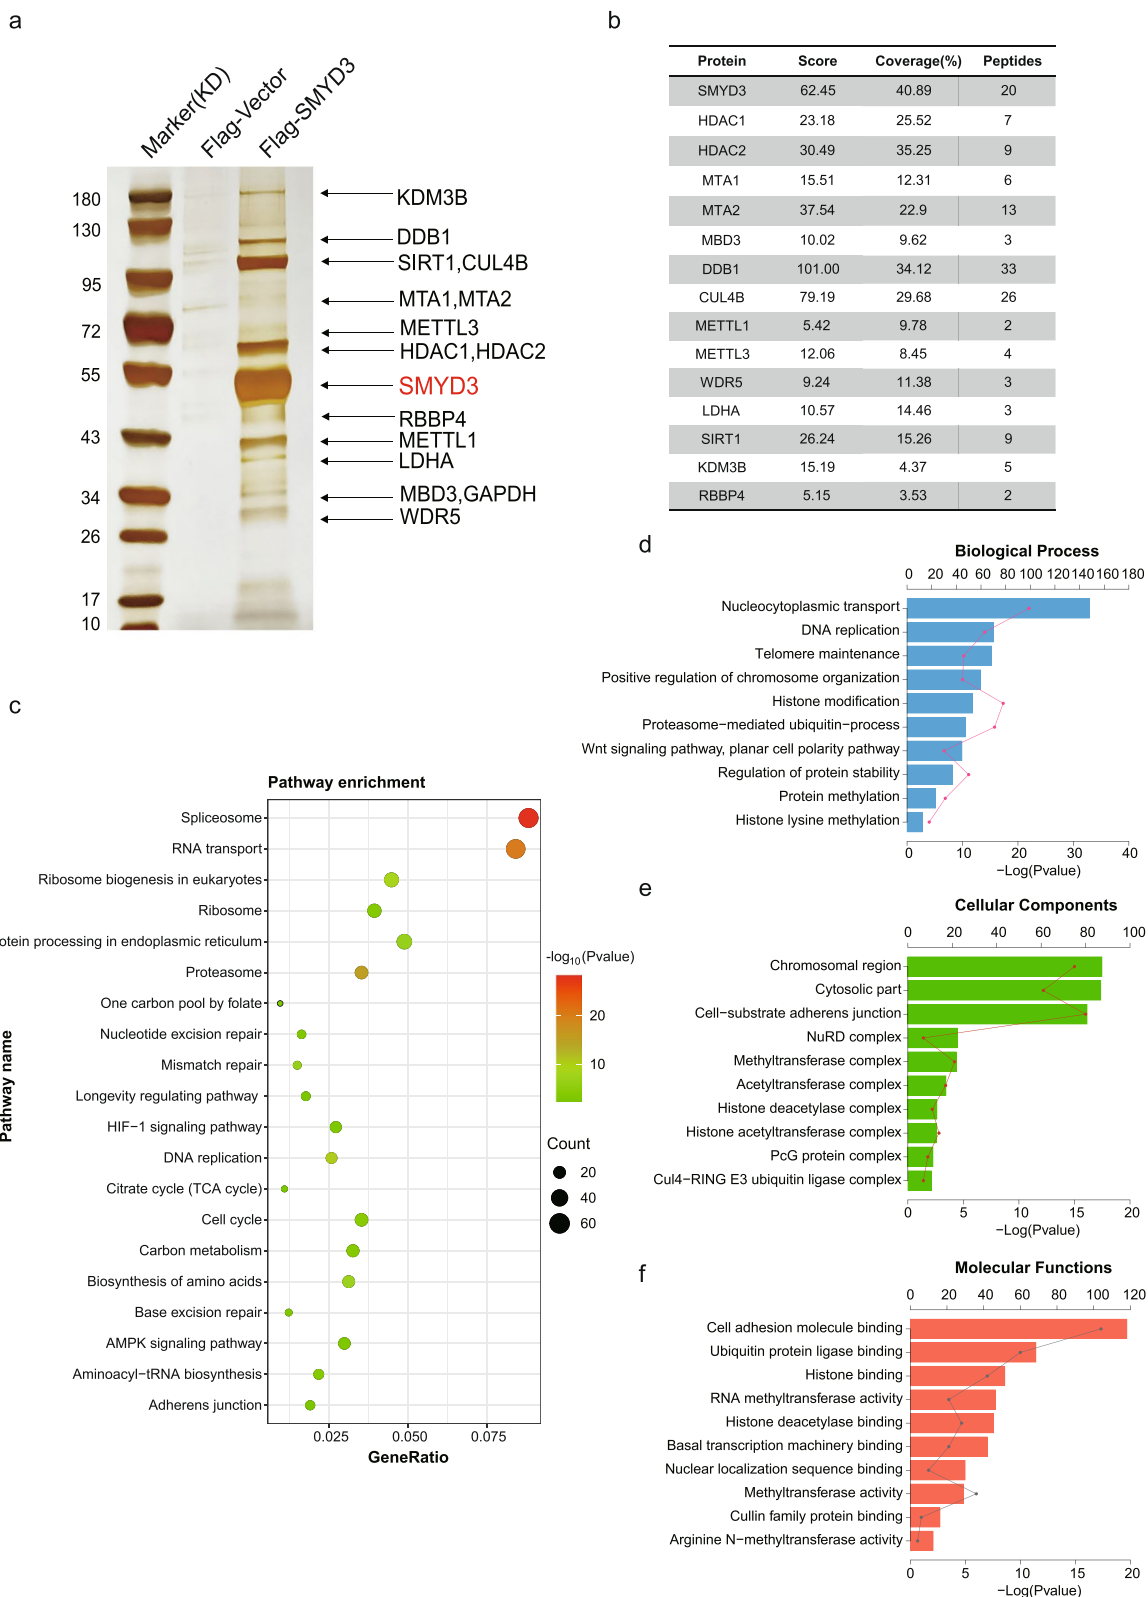 a
Marker(KD)
Flag-Vector
Flag-SMYD3
180
130
95
72
55
43
34
26
17
10
KDM3B
DDB1
SIRT1,CUL4B
MTA1,MTA2
METTL3
HDAC1,HDAC2
SMYD3
RBBP4
METTL1
LDHA
MBD3,GAPDH
WDR5
b
Protein Score Coverage(%) Peptides
SMYD3 62.45 40.89 20
HDAC1 23.18 25.52 7
HDAC2 30.49 35.25 9
MTA1 15.51 12.31 6
MTA2 37.54 22.9 13
MBD3 10.02 9.62 3
DDB1 101.00 34.12 33
CUL4B 79.19 29.68 26
METTL1 5.42 9.78 2
METTL3 12.06 8.45 4
WDR5 9.24 11.38 3
LDHA 10.57 14.46 3
SIRT1 26.24 15.26 9
KDM3B 15.19 4.37 5
RBBP4 5.15 3.53 2
c
Pathway enrichment
Pathway name
Spliceosome
RNA transport
Ribosome biogenesis in eukaryotes
Ribosome
otein processing in endoplasmic reticulum
Proteasome
One carbon pool by folate
Nucleotide excision repair
Mismatch repair
Longevity regulating pathway
HIF−1 signaling pathway
DNA replication
Citrate cycle (TCA cycle)
Cell cycle
Carbon metabolism
Biosynthesis of amino acids
Base excision repair
AMPK signaling pathway
Aminoacyl−tRNA biosynthesis
Adherens junction
0.025 0.050 0.075
GeneRatio
-log10(Pvalue)
20
10
Count
20
40
60
d
Biological Process
0 20 40 60 80 100 120 140 160 180
Nucleocytoplasmic transport
DNA replication
Telomere maintenance
Positive regulation of chromosome organization
Histone modification
Proteasome−mediated ubiquitin−process
Wnt signaling pathway, planar cell polarity pathway
Regulation of protein stability
Protein methylation
Histone lysine methylation
0 10 20 30 40
−Log(Pvalue)
e
Cellular Components
0 20 40 60 80 100
Chromosomal region
Cytosolic part
Cell−substrate adherens junction
NuRD complex
Methyltransferase complex
Acetyltransferase complex
Histone deacetylase complex
Histone acetyltransferase complex
PcG protein complex
Cul4−RING E3 ubiquitin ligase complex
0 5 10 15 20
−Log(Pvalue)
f
Molecular Functions
0 20 40 60 80 100 120
Cell adhesion molecule binding
Ubiquitin protein ligase binding
Histone binding
RNA methyltransferase activity
Histone deacetylase binding
Basal transcription machinery binding
Nuclear localization sequence binding
Methyltransferase activity
Cullin family protein binding
Arginine N−methyltransferase activity
0 5 10 15 20
−Log(Pvalue)